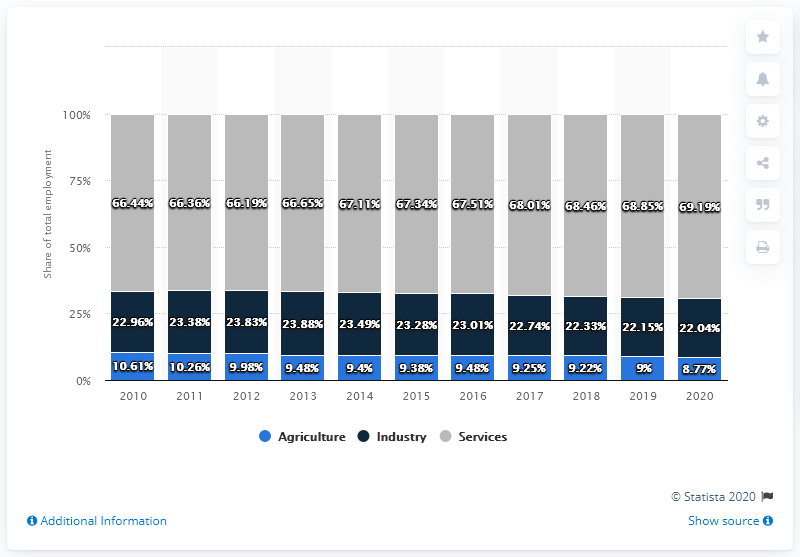 Share of total employment
100%
75%
50%
25%
0%
66.44% 66.36% 66.19% 66.65% 67.11% 67.34% 67.51% 68.01% 68.46% 68.85% 69.19%
22.96% 23.38% 23.83% 23.88% 23.49% 23.28% 23.01% 22.74% 22.33% 22.15% 22.04%
10.61% 10.26% 9.98% 9.48% 9.4% 9.38% 9.48% 9.25% 9.22% 9% 8.77%
2010 2011 2012 2013 2014 2015 2016 2017 2018 2019 2020
Agriculture Industry Services
© Statista 2020
Additional Information Show source